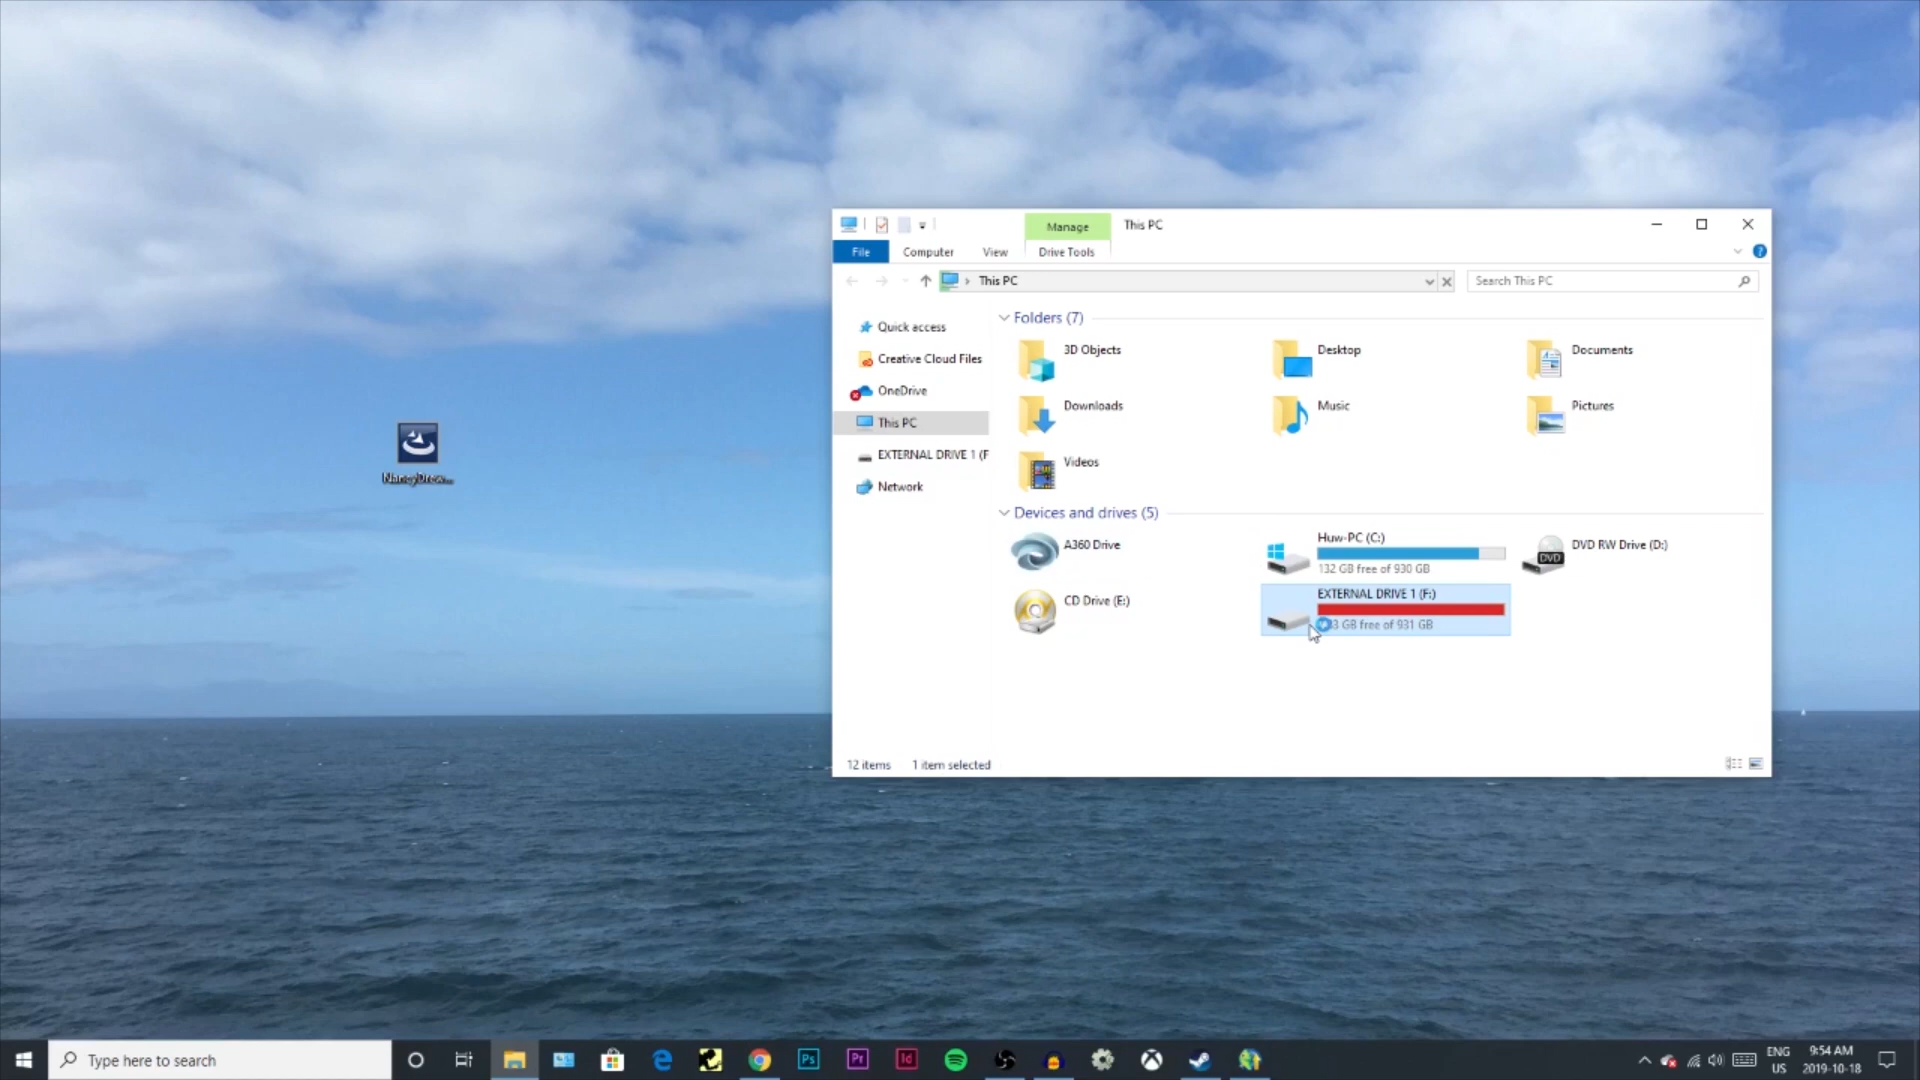 Manage
This PC
File
Computer
View
Drive Tools
This PC
Search This PC
Quick access
Creative Cloud Files
OneDrive
This PC
EXTERNAL DRIVE 1 (F
Network
Folders (7)
3D Objects
Desktop
Documents
Downloads
Music
Pictures
Videos
Devices and drives (5)
A360 Drive
Huw-PC (C:)
132 GB free of 930 GB
DVD RW Drive (D:)
DVD
CD Drive (E:)
EXTERNAL DRIVE 1 (F:)
GB free of 931 GB
12 items
1 item selected
NancyDrew...
Type here to search
Ps
Pr
Id
ENG
US
9:54 AM
2019-10-18